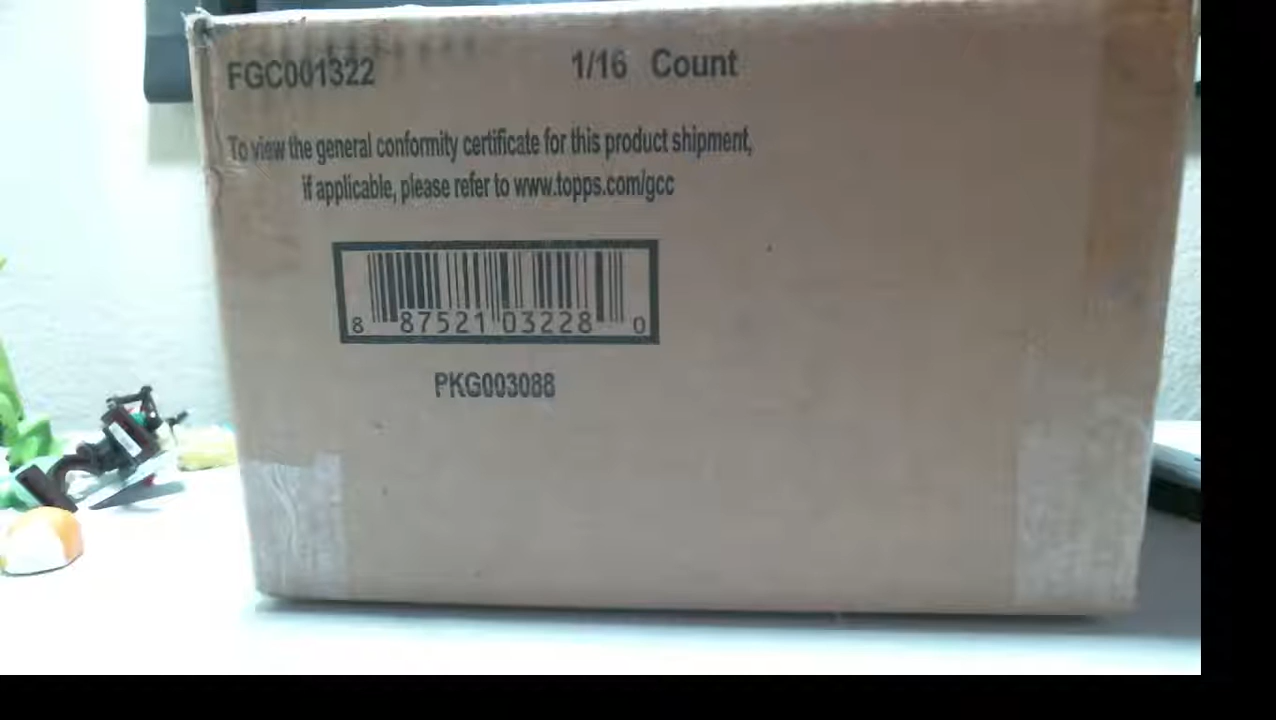 FGC001322 1/16 Count
To view the general conformity certificate for this product shipment,
if applicable, please refer to www.topps.com/gcc
8 87521 03228 0
PKG003088